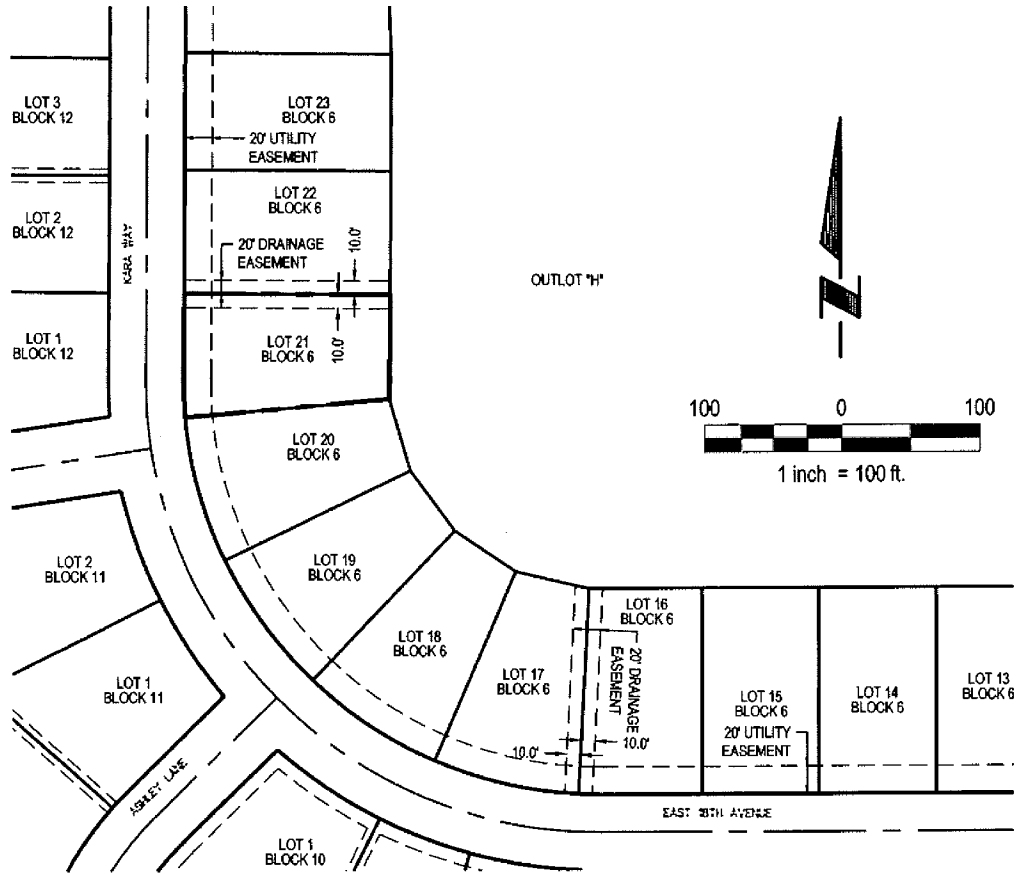 LOT 3
BLOCK 12
LOT 23
BLOCK 6
20' UTILITY
EASEMENT
LOT 22
BLOCK 6
LOT 2
BLOCK 12
KARA WAY
20' DRAINAGE
EASEMENT
10.0'
OUTLOT "H"
LOT 1
BLOCK 12
LOT 21
BLOCK 6
10.0'
100 0 100
1 inch = 100 ft.
LOT 20
BLOCK 6
LOT 19
BLOCK 6
LOT 2
BLOCK 11
LOT 18
BLOCK 6
LOT 17
BLOCK 6
LOT 16
BLOCK 6
20' DRAINAGE
EASEMENT
LOT 1
BLOCK 11
LOT 15
BLOCK 6
LOT 14
BLOCK 6
LOT 13
BLOCK 6
20' UTILITY
EASEMENT
10.0'
10.0'
ASHLEY LANE
EAST 18TH AVENUE
LOT 1
BLOCK 10